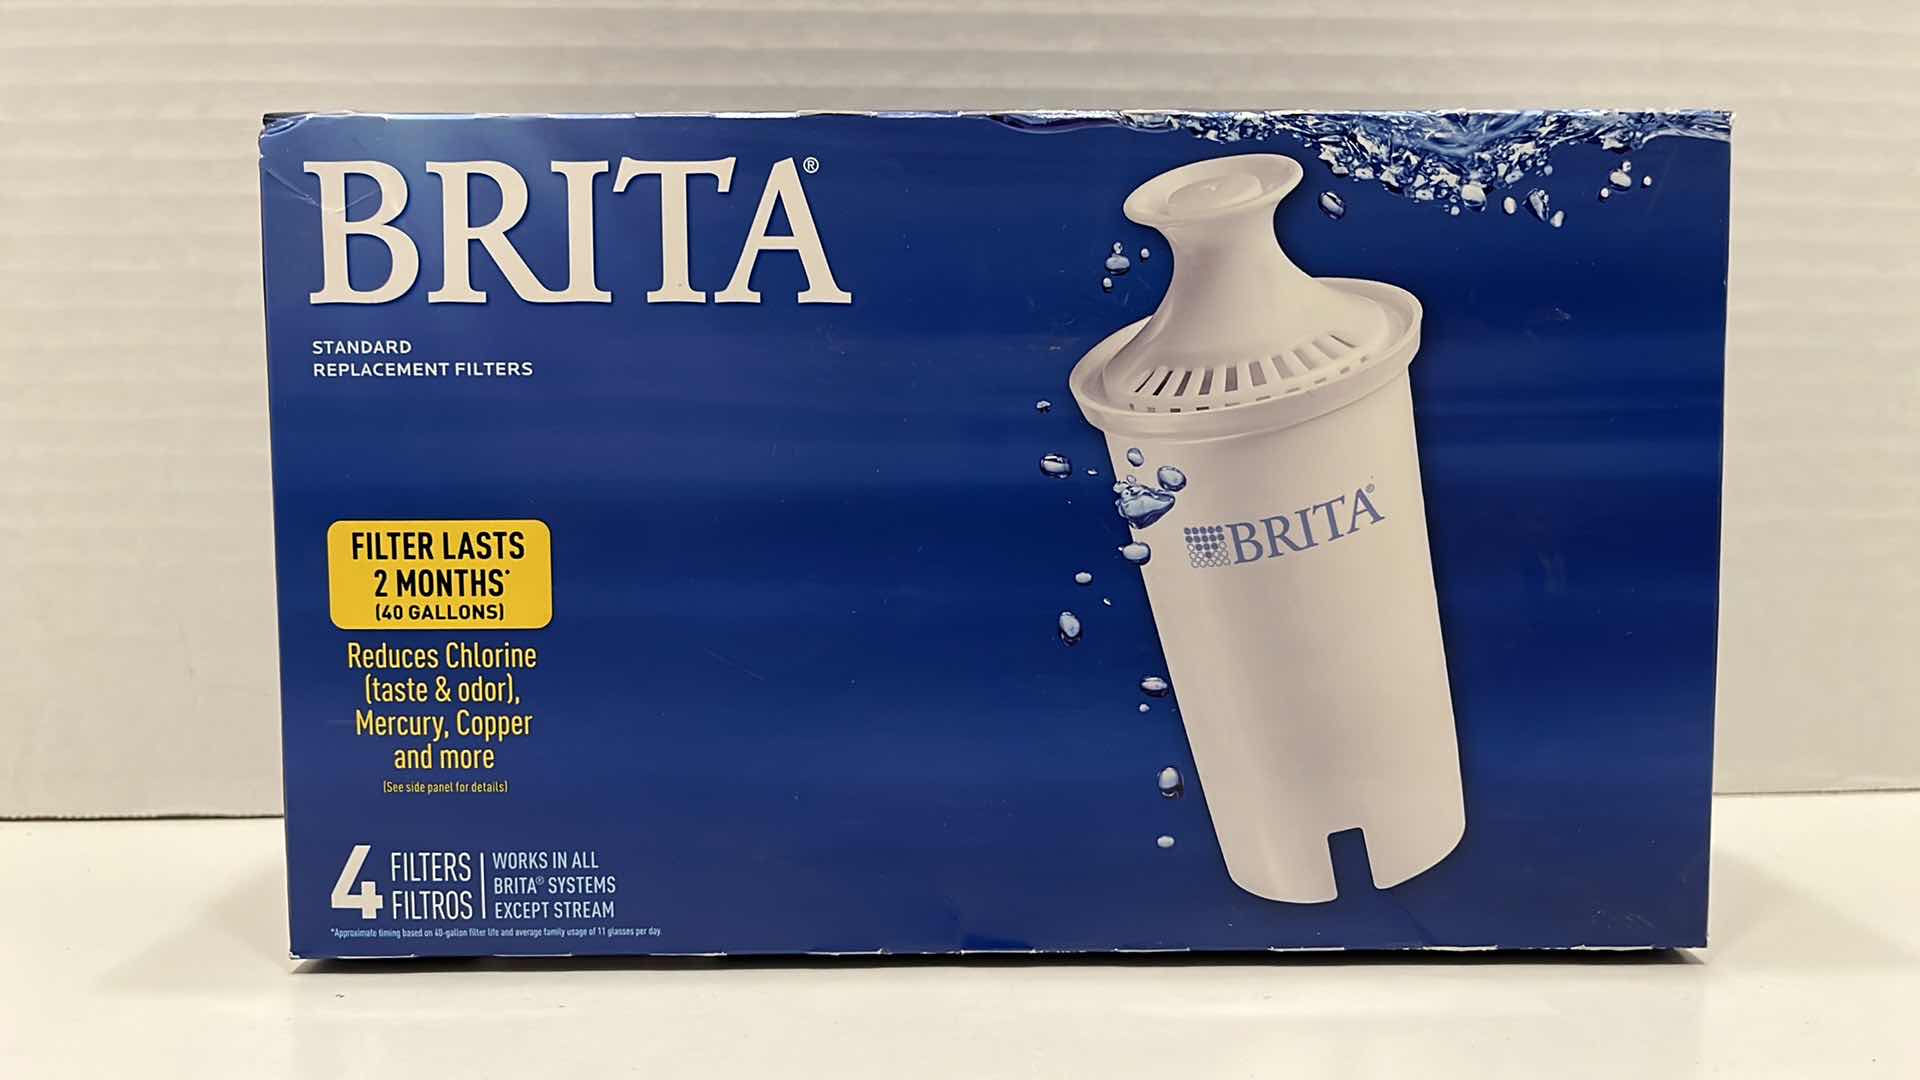 BRITA®
STANDARD
REPLACEMENT FILTERS
FILTER LASTS
2 MONTHS*
(40 GALLONS)
Reduces Chlorine
(taste & odor),
Mercury, Copper
and more
(See side panel for details)
4 FILTERS
FILTROS
WORKS IN ALL
BRITA® SYSTEMS
EXCEPT STREAM
*Approximate timing based on 40-gallon filter life and average family usage of 11 glasses per day.
BRITA®